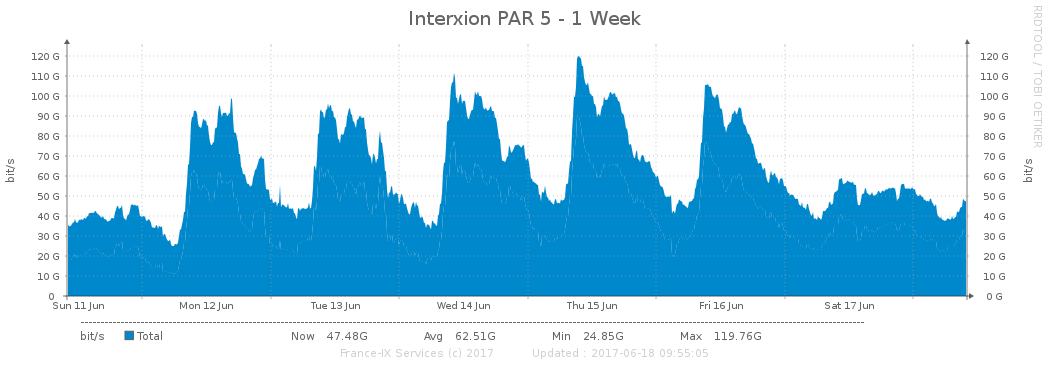 Interxion PAR 5 - 1 Week
RRDTOOL / TOBI OETIKER
bit/s
bit/s
120 G 120 G
110 G 110 G
100 G 100 G
90 G 90 G
80 G 80 G
70 G 70 G
60 G 60 G
50 G 50 G
40 G 40 G
30 G 30 G
20 G 20 G
10 G 10 G
0 0 G
Sun 11 Jun Mon 12 Jun Tue 13 Jun Wed 14 Jun Thu 15 Jun Fri 16 Jun Sat 17 Jun
bit/s Total Now 47.48G Avg 62.51G Min 24.85G Max 119.76G
France-IX Services (c) 2017 Updated : 2017-06-18 09:55:05